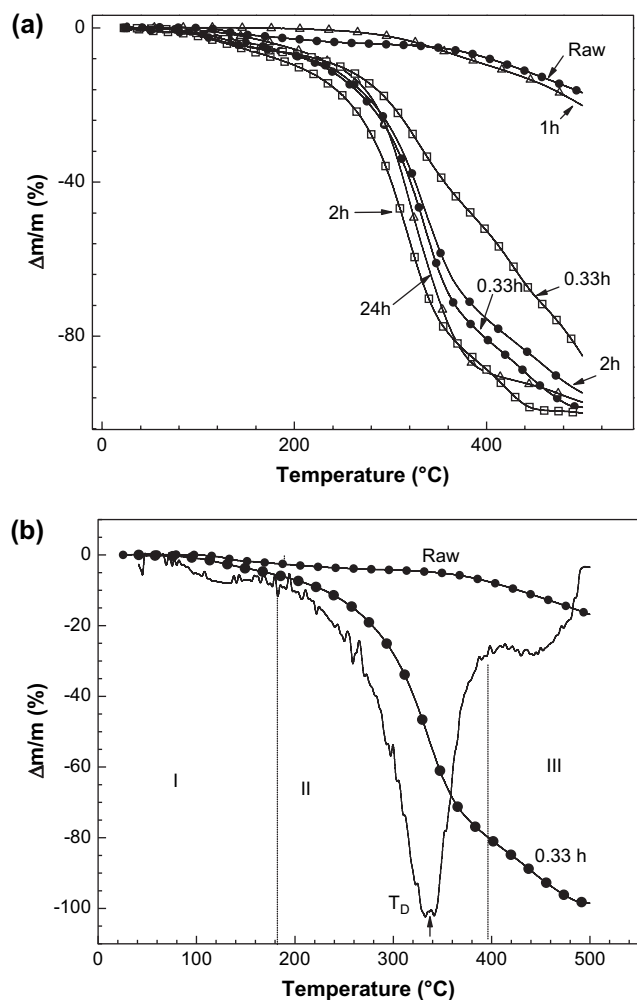 (a)
0
Raw
1h
-40
Δm/m (%)
2h
0.33h
24h
0.33h
-80
2h
0 200 400
Temperature (°C)
(b)
0
Raw
-20
Δm/m (%)
-40
-60
I II III
-80
0.33 h
-100
TD
0 100 200 300 400 500
Temperature (°C)